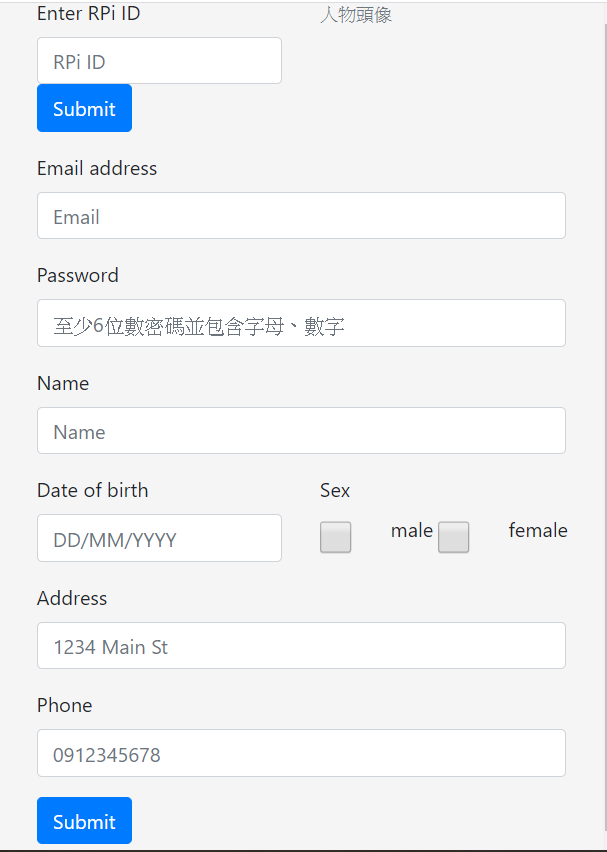 Enter RPi ID
人物頭像
RPi ID
Submit
Email address
Email
Password
至少6位數密碼並包含字母、數字
Name
Name
Date of birth
Sex
DD/MM/YYYY
male
female
Address
1234 Main St
Phone
0912345678
Submit